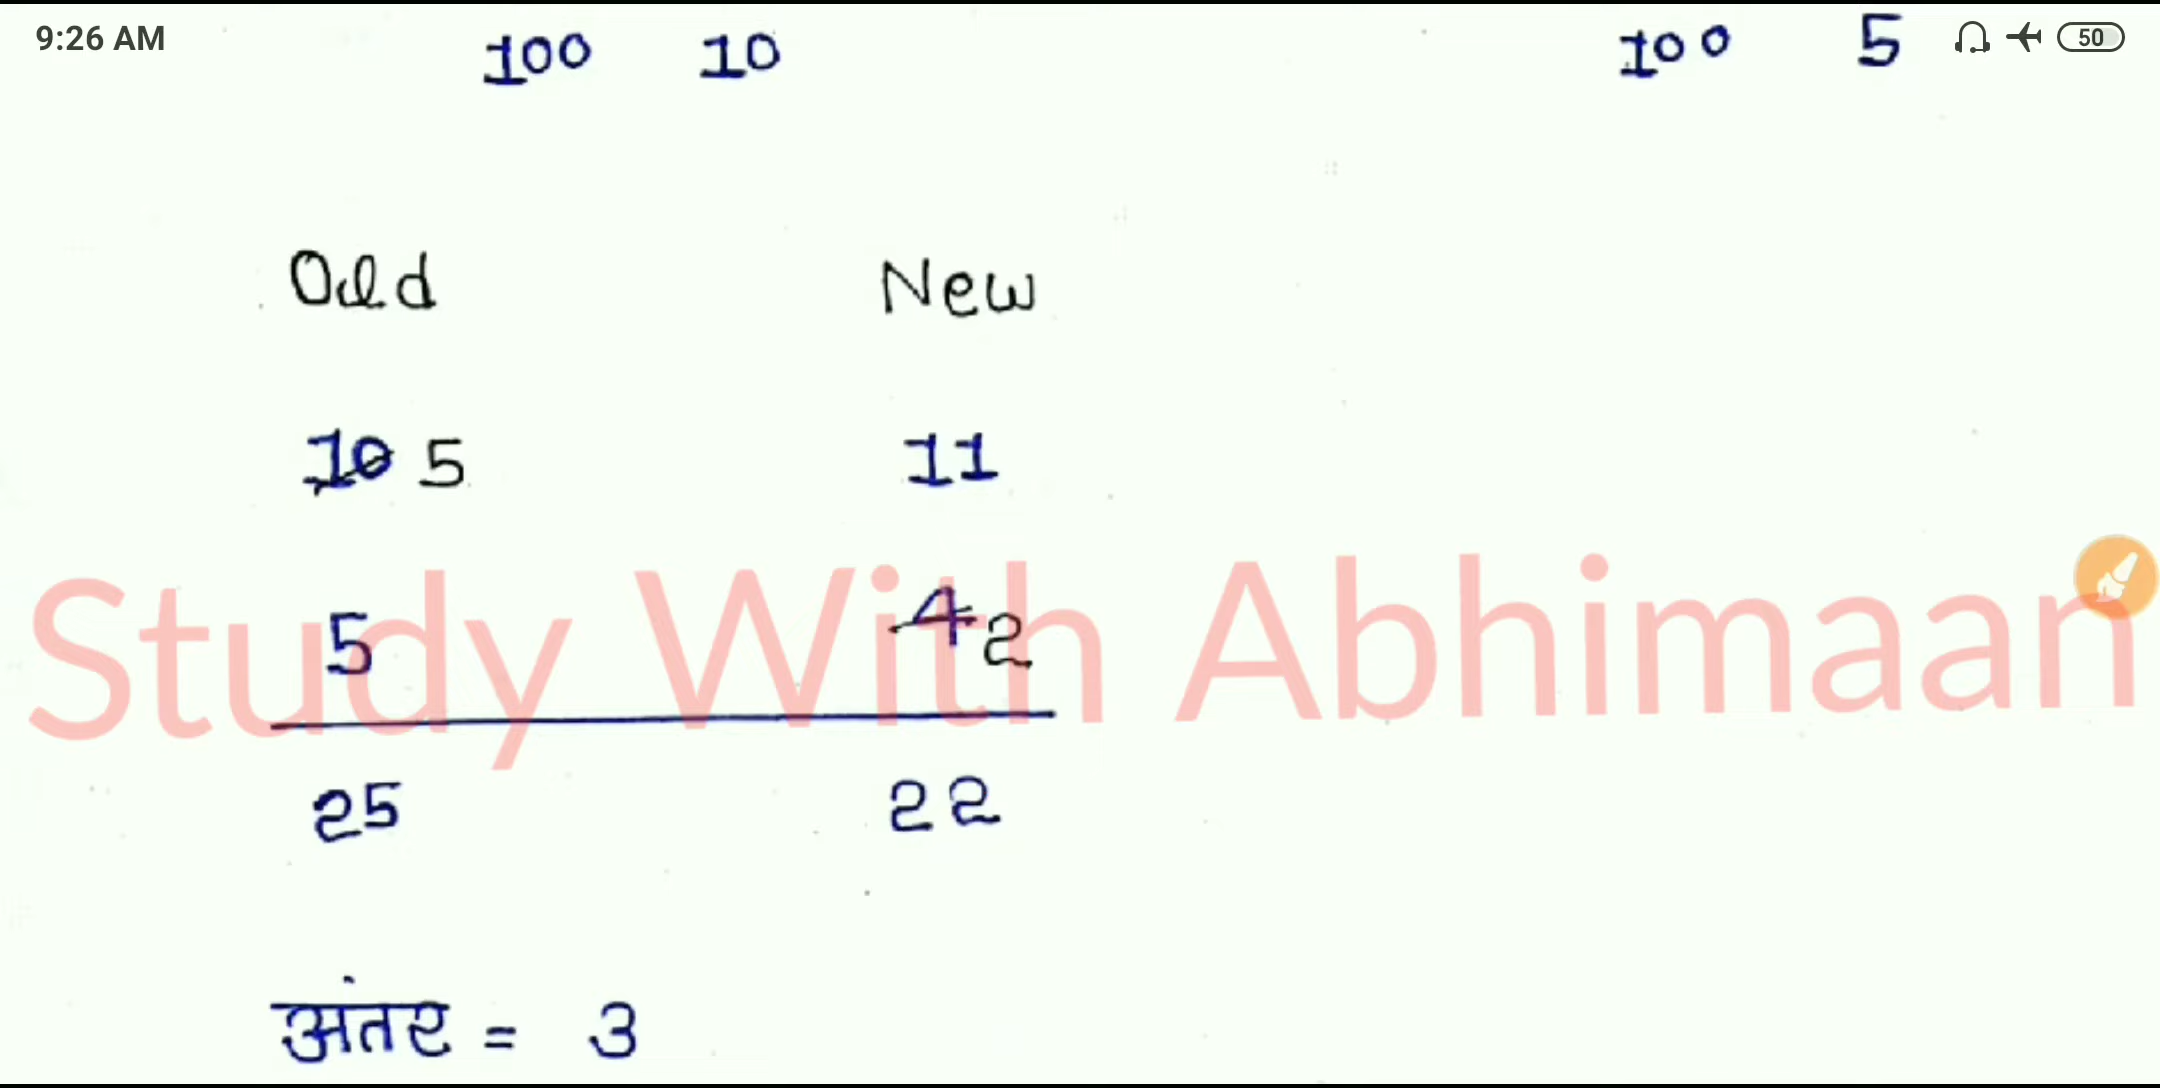 9:26 AM 50
100 10 100 5
Old New
10 5 11
5 4 2
Study With Abhimaan
25 22
अंतर = 3